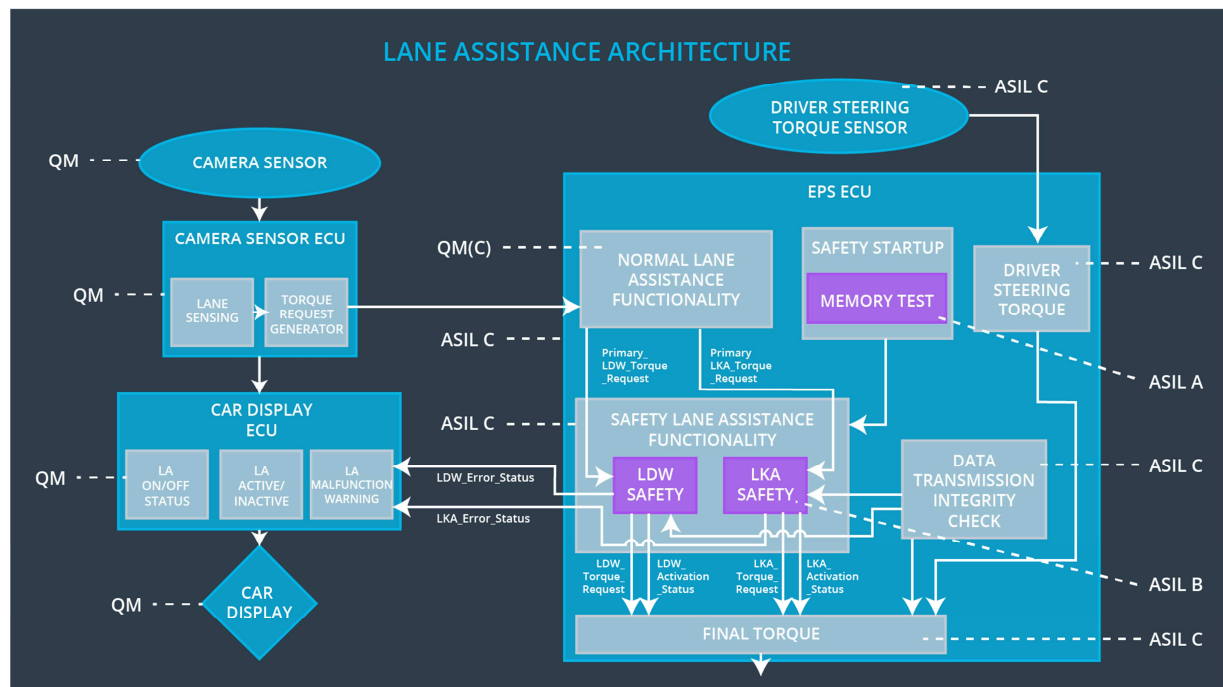 LANE ASSISTANCE ARCHITECTURE
ASIL C
DRIVER STEERING
TORQUE SENSOR
QM
CAMERA SENSOR
EPS ECU
CAMERA SENSOR ECU
QM(C)
NORMAL LANE
ASSISTANCE
FUNCTIONALITY
SAFETY STARTUP
MEMORY TEST
DRIVER
STEERING
TORQUE
ASIL C
QM
LANE
SENSING
TORQUE
REQUEST
GENERATOR
ASIL C
Primary_
LDW_Torque
_Request
Primary
LKA_Torque
_Request
ASIL A
CAR DISPLAY
ECU
ASIL C
SAFETY LANE ASSISTANCE
FUNCTIONALITY
QM
LA
ON/OFF
STATUS
LA
ACTIVE/
INACTIVE
LA
MALFUNCTION
WARNING
LDW_Error_Status
LKA_Error_Status
LDW
SAFETY
LKA
SAFETY
DATA
TRANSMISSION
INTEGRITY
CHECK
ASIL C
LDW_
Torque_
Request
LDW_
Activation
_Status
LKA_
Torque_
Request
LKA_
Activation
_Status
ASIL B
QM
CAR
DISPLAY
FINAL TORQUE
ASIL C